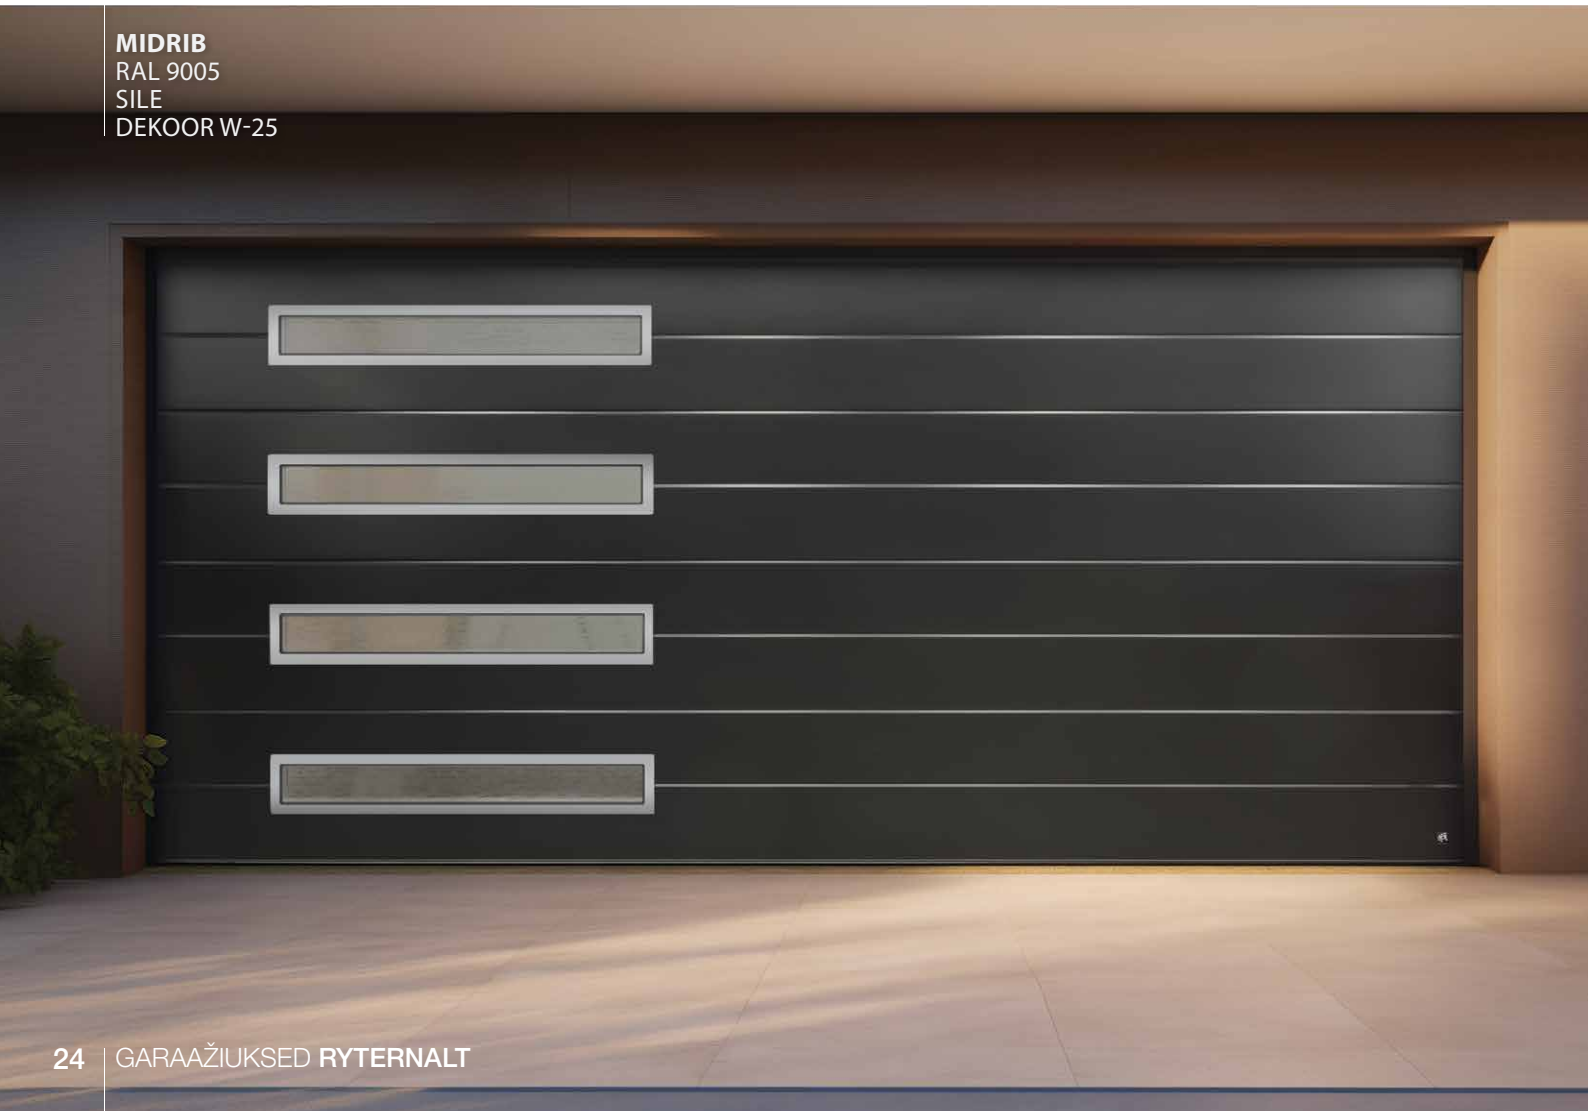 MIDRIB
RAL 9005
SILE
DEKOOR W-25
24 GARAAŽIUKSED RYTERNALT